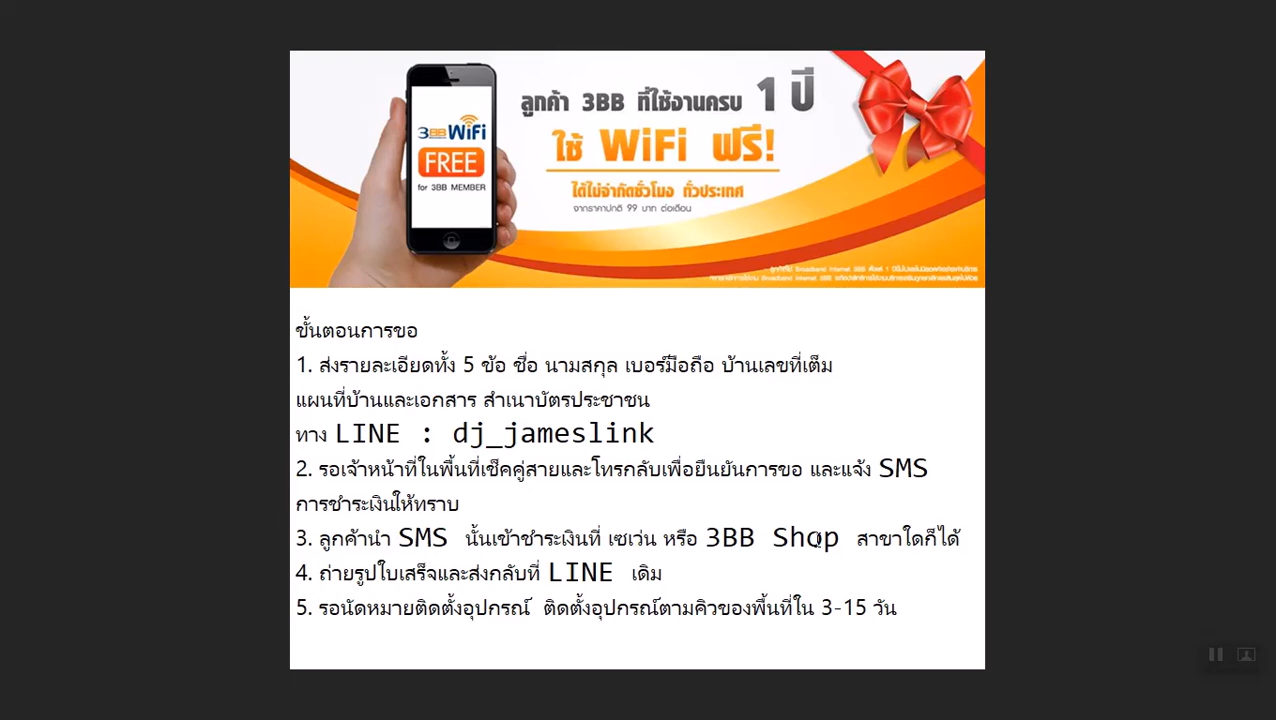 3BB WiFi
FREE
for 3BB MEMBER
ลูกค้า 3BB ที่ใช้งานครบ 1 ปี
ใช้ WiFi ฟรี!
ได้ไม่จำกัดชั่วโมง ทั่วประเทศ
จากราคาปกติ 99 บาท ต่อเดือน
ขั้นตอนการขอ
1. ส่งรายละเอียดทั้ง 5 ข้อ ชื่อ นามสกุล เบอร์มือถือ บ้านเลขที่เต็ม
แผนที่บ้านและเอกสาร สำเนาบัตรประชาชน
ทาง LINE : dj_jameslink
2. รอเจ้าหน้าที่ในพื้นที่เช็คคู่สายและโทรกลับเพื่อยืนยันการขอ และแจ้ง SMS
การชำระเงินให้ทราบ
3. ลูกค้านำ SMS นั้นเข้าชำระเงินที่ เซเว่น หรือ 3BB Shop สาขาใดก็ได้
4. ถ่ายรูปใบเสร็จและส่งกลับที่ LINE เดิม
5. รอนัดหมายติดตั้งอุปกรณ์ ติดตั้งอุปกรณ์ตามคิวของพื้นที่ใน 3-15 วัน